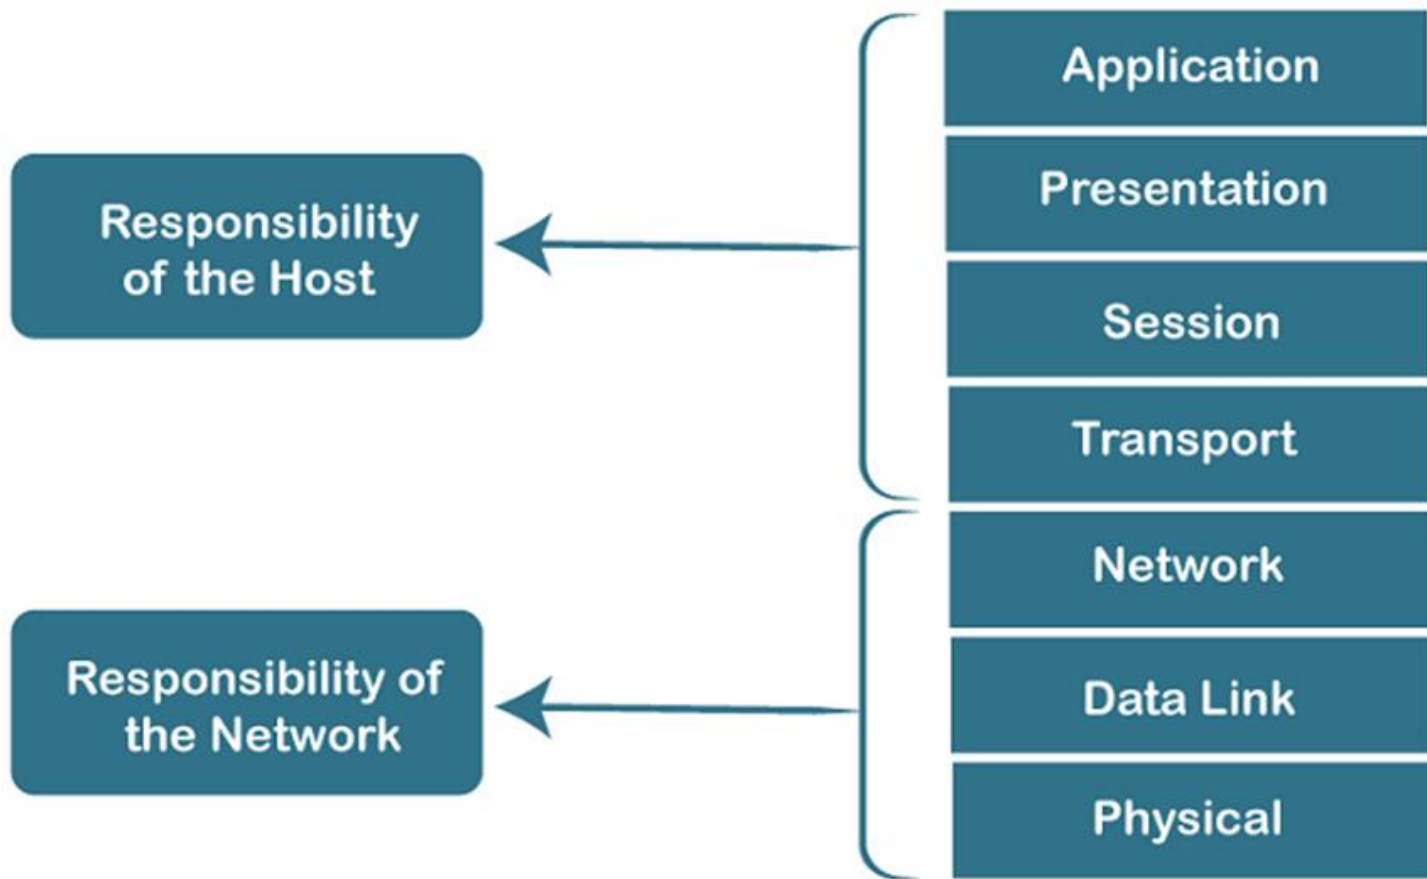 Application
Presentation
Responsibility
of the Host
Session
Transport
Network
Responsibility of
the Network
Data Link
Physical